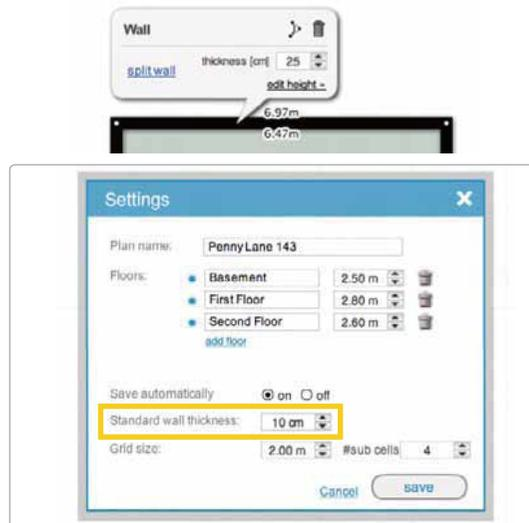 Wall
split wall
thickness [cm] 25
edit height
6.97m
6.47m
Settings
Plan name: Penny Lane 143
Floors: Basement 2.50 m
First Floor 2.80 m
Second Floor 2.60 m
add floor
Save automatically on off
Standard wall thickness: 10 cm
Grid size: 2.00 m #sub cells 4
Cancel save